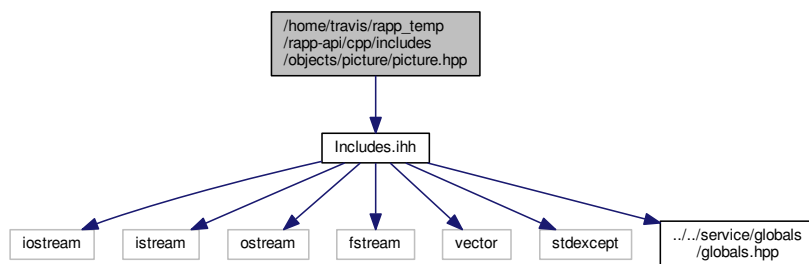 /home/travis/rapp_temp
/rapp-api/cpp/includes
/objects/picture/picture.hpp
Includes.ihh
iostream
istream
ostream
fstream
vector
stdexcept
../../service/globals
/globals.hpp